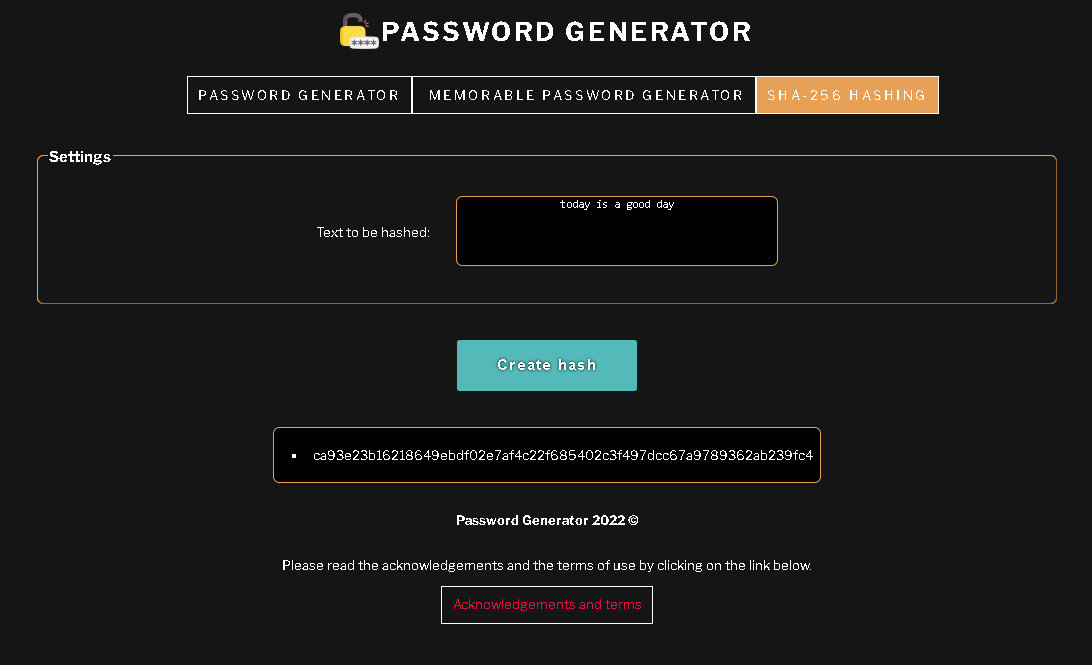 ****
PASSWORD GENERATOR
PASSWORD GENERATOR
MEMORABLE PASSWORD GENERATOR
SHA-256 HASHING
Settings
Text to be hashed:
today is a good day
Create hash
ca93e23b16218649ebdf02e7af4c22f685402c3f497dcc67a9789362ab239fc4
Password Generator 2022 ©
Please read the acknowledgements and the terms of use by clicking on the link below.
Acknowledgements and terms